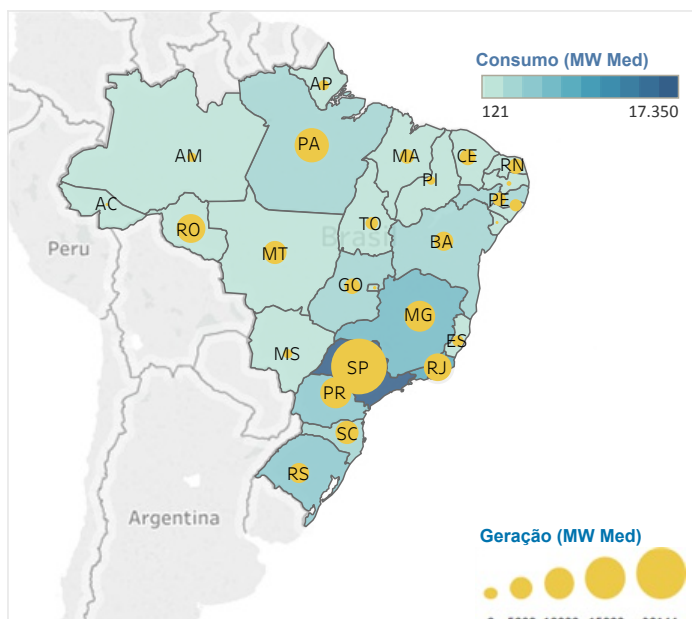 Consumo (MW Med)
121 17.350
AP
PA
AM
MA
CE
RN
PI
PE
AC
TO
RO
Brasil
BA
MT
Peru
GO
MG
ES
MS
SP
RJ
PR
SC
RS
Argentina
Geração (MW Med)